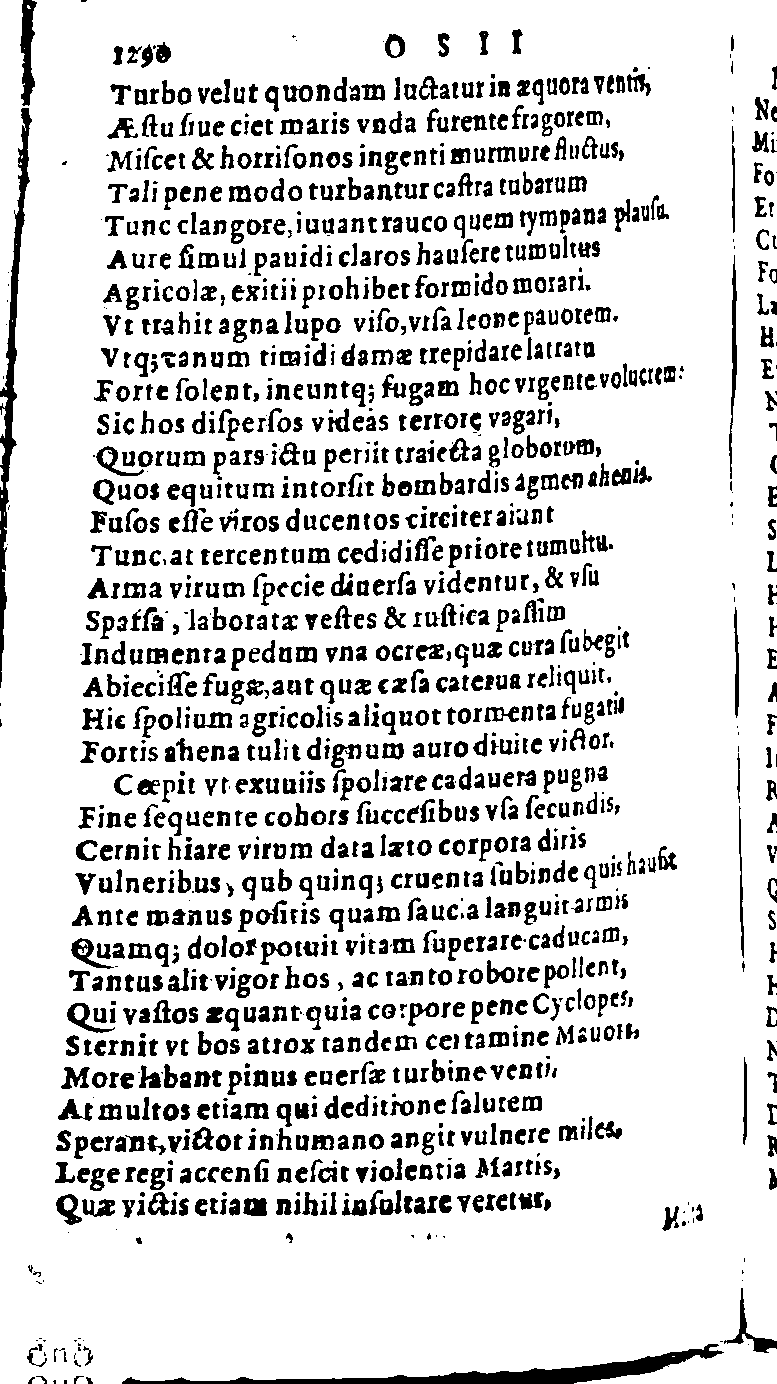 1290 OSII
Turbo velut quondam luctatur in æquora ventis,
Æſtu ſiue ciet maris vnda furente fragorem,
Miſcet & horriſonos ingenti murmure fluctus,
Tali pene modo turbantur caſtra tubarum
Tunc clangore, iuuant rauco quem tympana plauſu.
Aure ſimul pauidi claros hauſere tumultus
Agricolæ, exitii prohibet formido morari.
Vt trahit agna lupo viſo, vrſa leone pauorem.
Vtq; canum timidi damæ trepidare latratu
Forte ſolent, ineuntq; fugam hoc vrgente volucrem:
Sic hos diſperſos videas terrore vagari,
Quorum pars ictu periit traiecta globorum,
Quos equitum intorſit bombardis agmen ahenis.
Fuſos eſſe viros ducentos circiter aiunt
Tunc, at tercentum cedidiſſe priore tumultu.
Arma virum ſpecie diuerſa videntur, & vſu
Sparſa, laboratæ veſtes & ruſtica paſſim
Indumenta pedum vna ocreæ, quæ cura ſubegit
Abieciſſe fugæ, aut quæ cæſa caterua reliquit.
Hic ſpolium agricolis aliquot tormenta fugatis
Fortis ahena tulit dignum auro diuite victor.
Cœpit vt exuuiis ſpoliare cadauera pugna
Fine ſequente cohors ſucceſibus vſa ſecundis,
Cernit hiare virum data læto corpora diris
Vulneribus, qub quinq; cruenta ſubinde quis hauſit
Ante manus poſitis quam ſaucia languit armis
Quamq; dolor potuit vitam ſuperare caducam,
Tantus alit vigor hos, ac tanto robore pollent,
Qui vaſtos æquant quia corpore pene Cyclopes,
Sternit vt bos atrox tandem certamine Mauors,
More labant pinus euerſæ turbine venti.
At multos etiam qui deditione ſalutem
Sperant, victor inhumano angit vulnere miles,
Lege regi accenſi neſcit violentia Martis,
Quæ victis etiam nihil inſultare veretur,